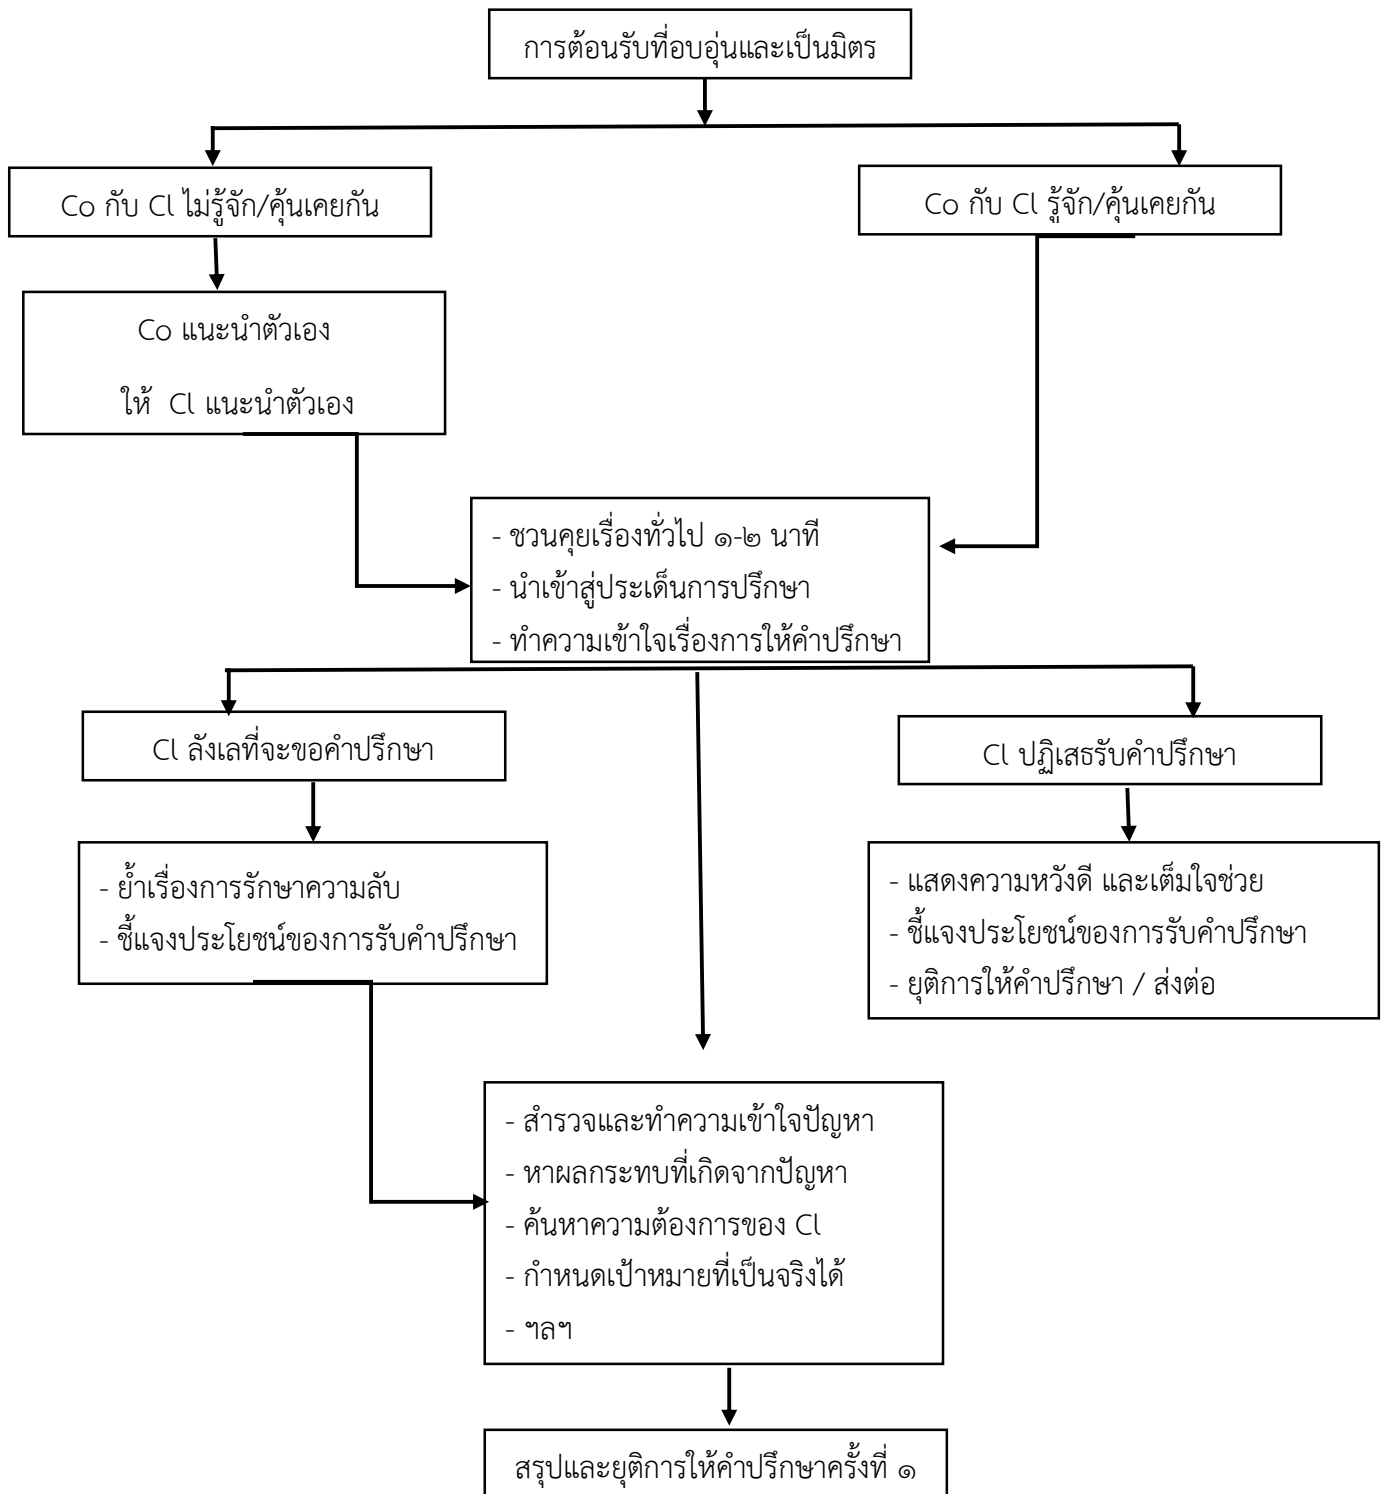 การต้อนรับที่อบอุ่นและเป็นมิตร
Co กับ Cl ไม่รู้จัก/คุ้นเคยกัน
Co กับ Cl รู้จัก/คุ้นเคยกัน
Co แนะนำตัวเอง
ให้ Cl แนะนำตัวเอง
- ชวนคุยเรื่องทั่วไป ๑-๒ นาที
- นำเข้าสู่ประเด็นการปรึกษา
- ทำความเข้าใจเรื่องการให้คำปรึกษา
Cl ลังเลที่จะขอคำปรึกษา
Cl ปฏิเสธรับคำปรึกษา
- ย้ำเรื่องการรักษาความลับ
- ชี้แจงประโยชน์ของการรับคำปรึกษา
- แสดงความหวังดี และเต็มใจช่วย
- ชี้แจงประโยชน์ของการรับคำปรึกษา
- ยุติการให้คำปรึกษา / ส่งต่อ
- สำรวจและทำความเข้าใจปัญหา
- หาผลกระทบที่เกิดจากปัญหา
- ค้นหาความต้องการของ Cl
- กำหนดเป้าหมายที่เป็นจริงได้
- ฯลฯ
สรุปและยุติการให้คำปรึกษาครั้งที่ ๑